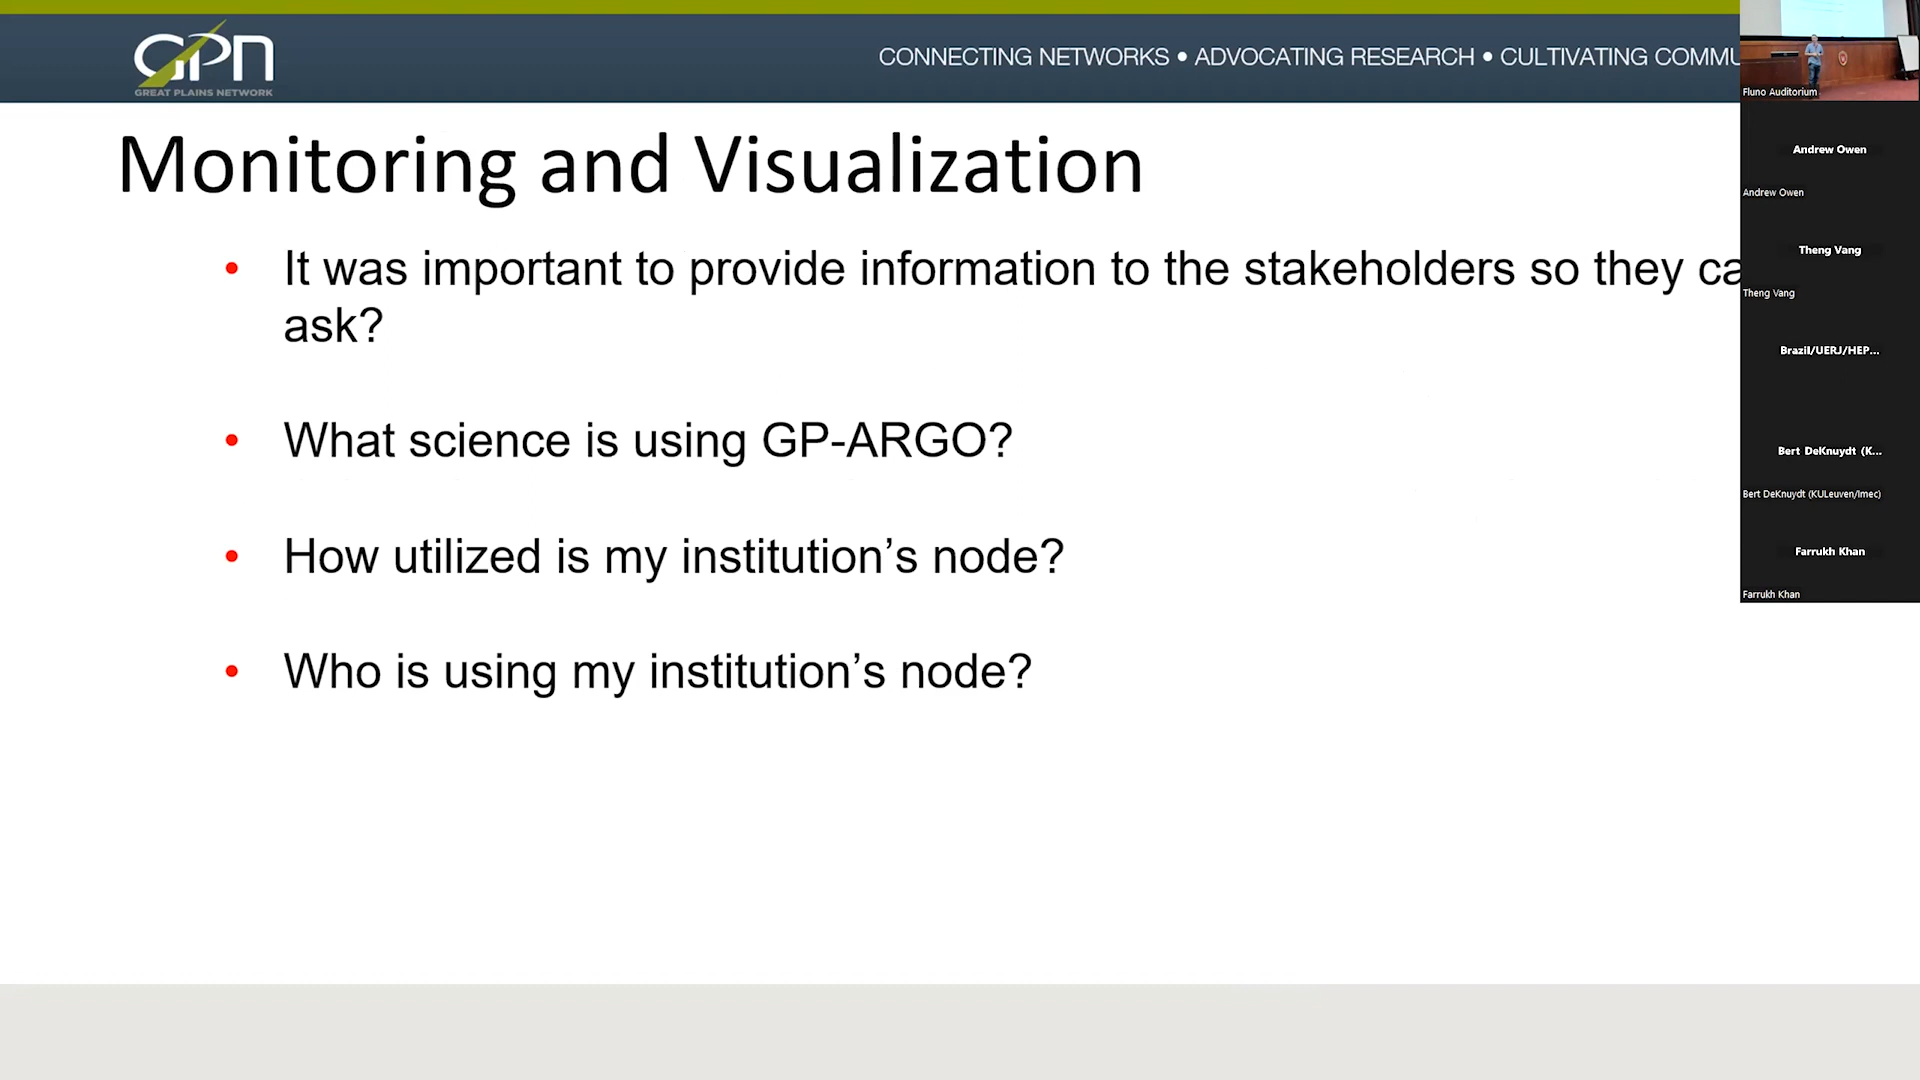 GPN
GREAT PLAINS NETWORK
CONNECTING NETWORKS • ADVOCATING RESEARCH • CULTIVATING
Monitoring and Visualization
• It was important to provide information to the stakeholders so they
ask?
• What science is using GP-ARGO?
• How utilized is my institution’s node?
• Who is using my institution’s node?
Fluno Auditorium
Andrew Owen
Andrew Owen
Theng Vang
Theng Vang
Brazil/UERJ/HEP...
Bert DeKnuydt (K...
Bert DeKnuydt (KULeuven/Imec)
Farrukh Khan
Farrukh Khan